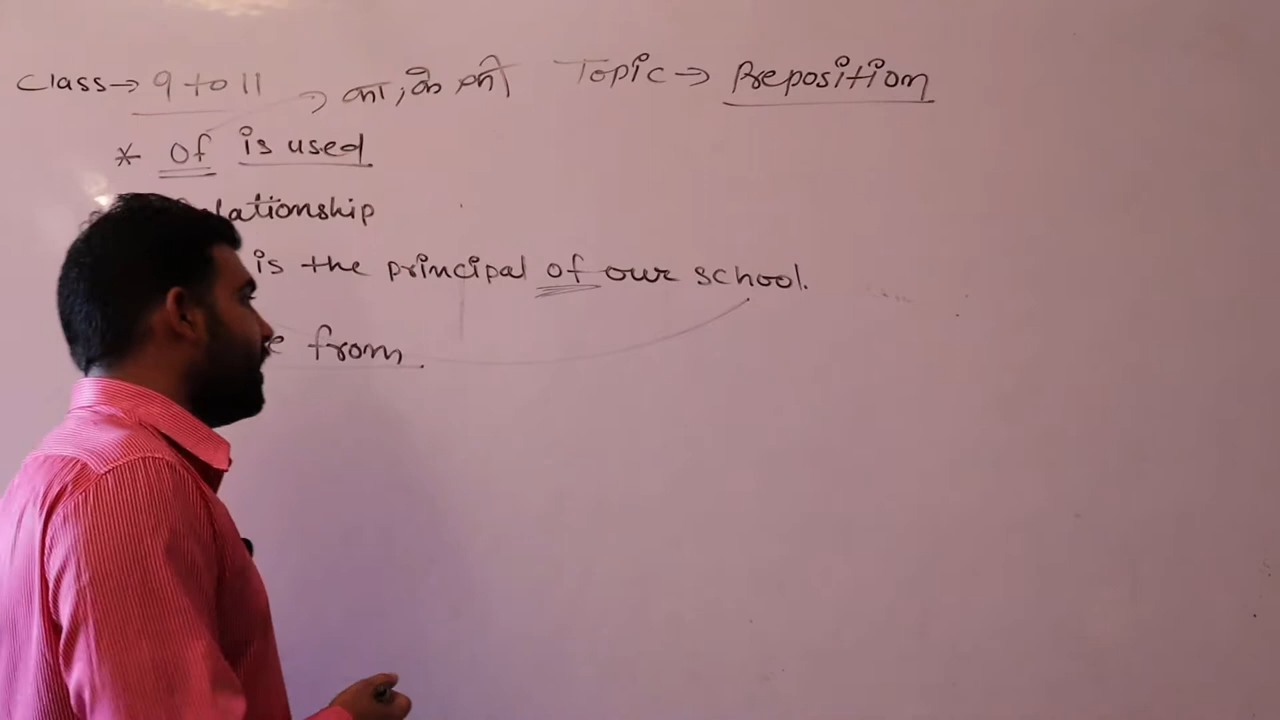 Class → 9 to 11 → का, के, की Topic → Preposition
* of is used
lationship
is the principal of our school.
e from